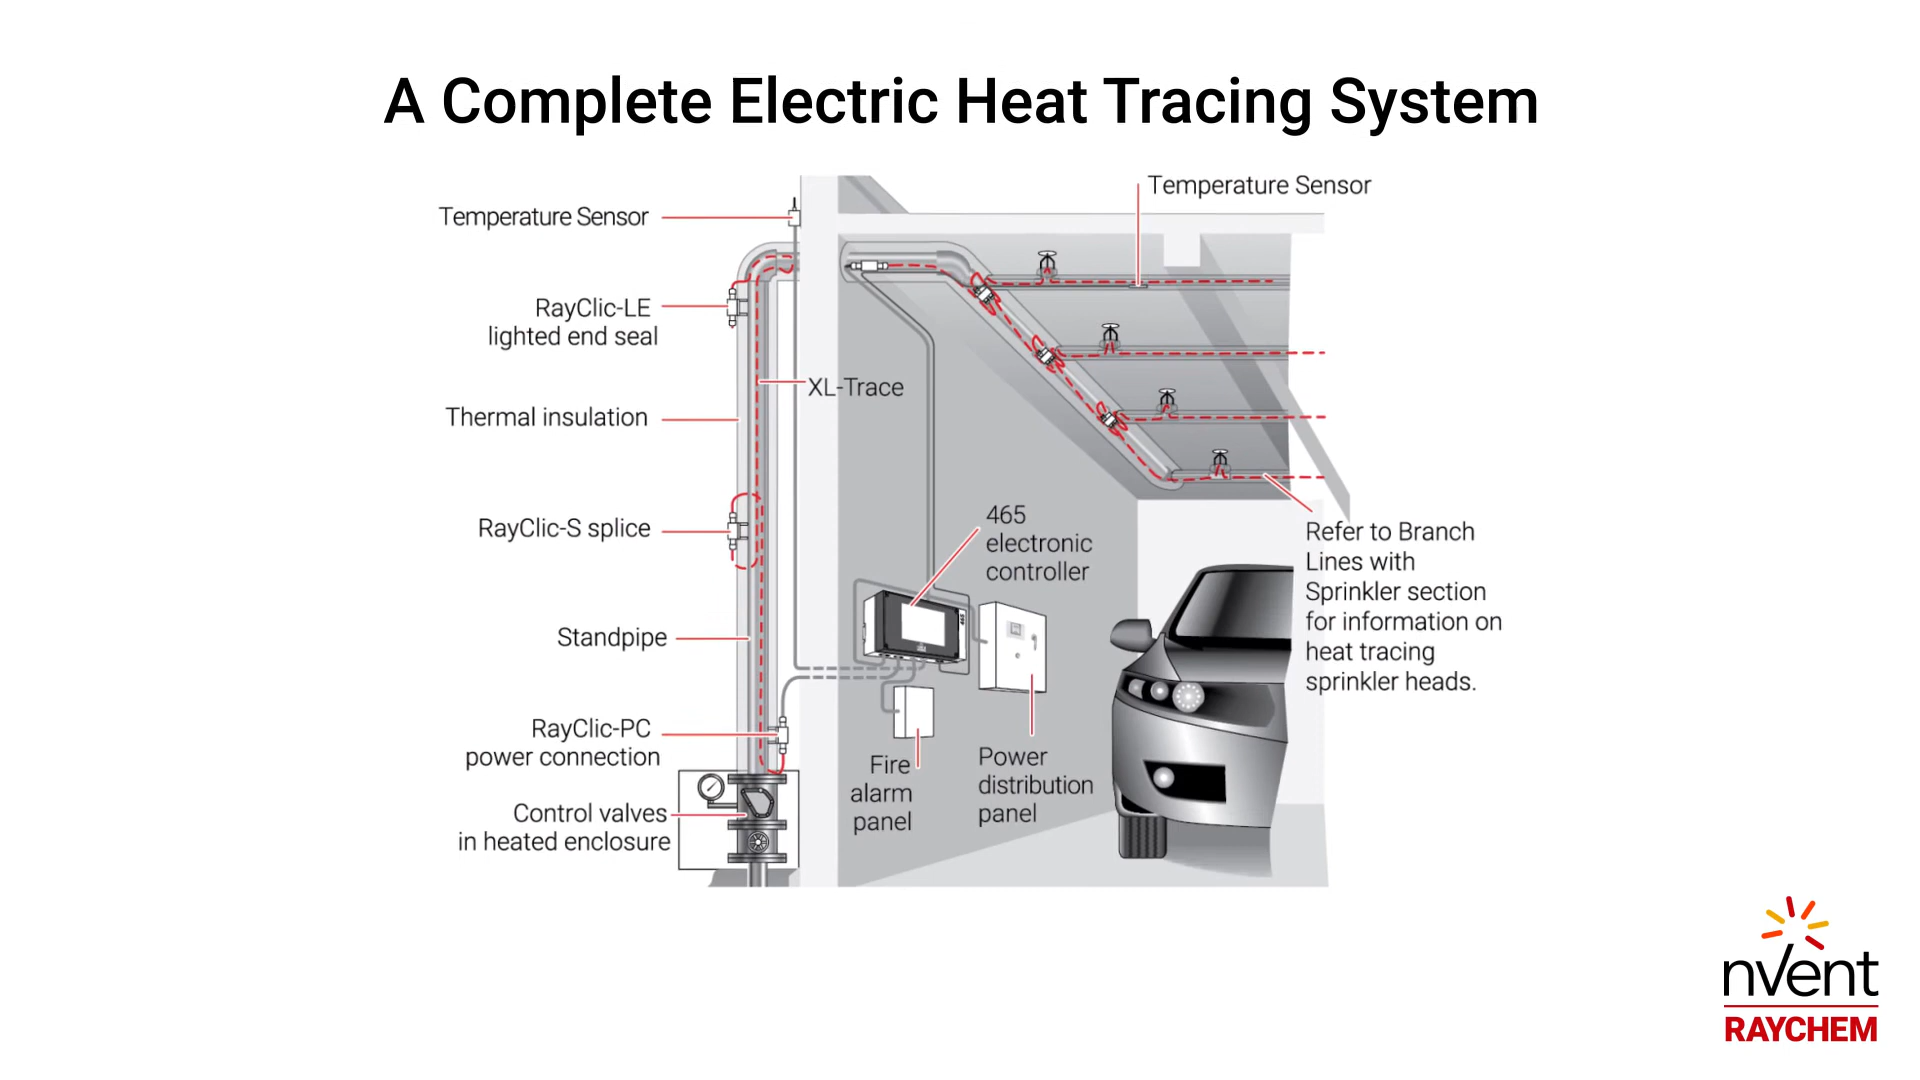 A Complete Electric Heat Tracing System
Temperature Sensor
Temperature Sensor
RayClic-LE
lighted end seal
XL-Trace
Thermal insulation
RayClic-S splice
465
electronic
controller
Refer to Branch
Lines with
Sprinkler section
for information on
heat tracing
sprinkler heads.
Standpipe
RayClic-PC
power connection
Fire
alarm
panel
Power
distribution
panel
Control valves
in heated enclosure
465
nVent
RAYCHEM